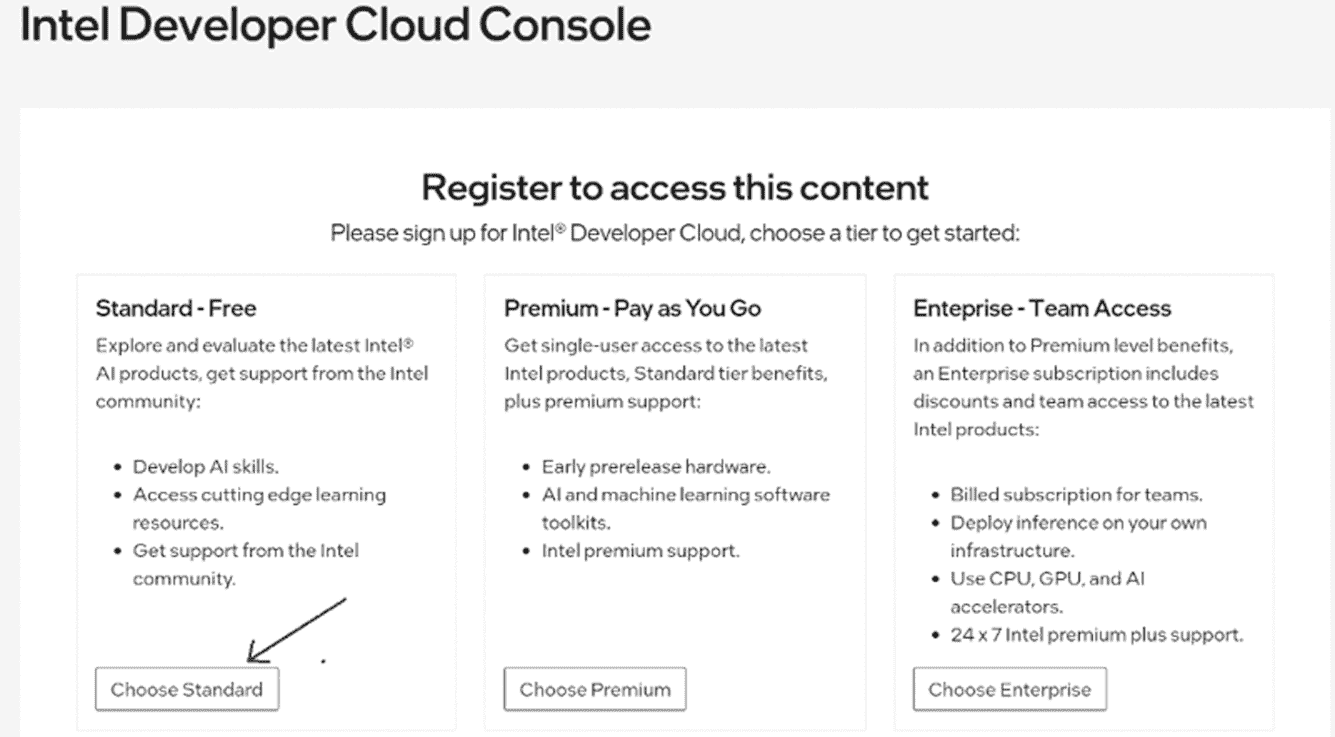 Intel Developer Cloud Console
Register to access this content
Please sign up for Intel® Developer Cloud, choose a tier to get started:
Standard - Free
Explore and evaluate the latest Intel®
AI products, get support from the Intel
community:
• Develop AI skills.
• Access cutting edge learning
resources.
• Get support from the Intel
community.
Choose Standard
Premium - Pay as You Go
Get single-user access to the latest
Intel products, Standard tier benefits,
plus premium support:
• Early prerelease hardware.
• AI and machine learning software
toolkits.
• Intel premium support.
Choose Premium
Enteprise - Team Access
In addition to Premium level benefits,
an Enterprise subscription includes
discounts and team access to the latest
Intel products:
• Billed subscription for teams.
• Deploy inference on your own
infrastructure.
• Use CPU, GPU, and AI
accelerators.
• 24 x 7 Intel premium plus support.
Choose Enterprise